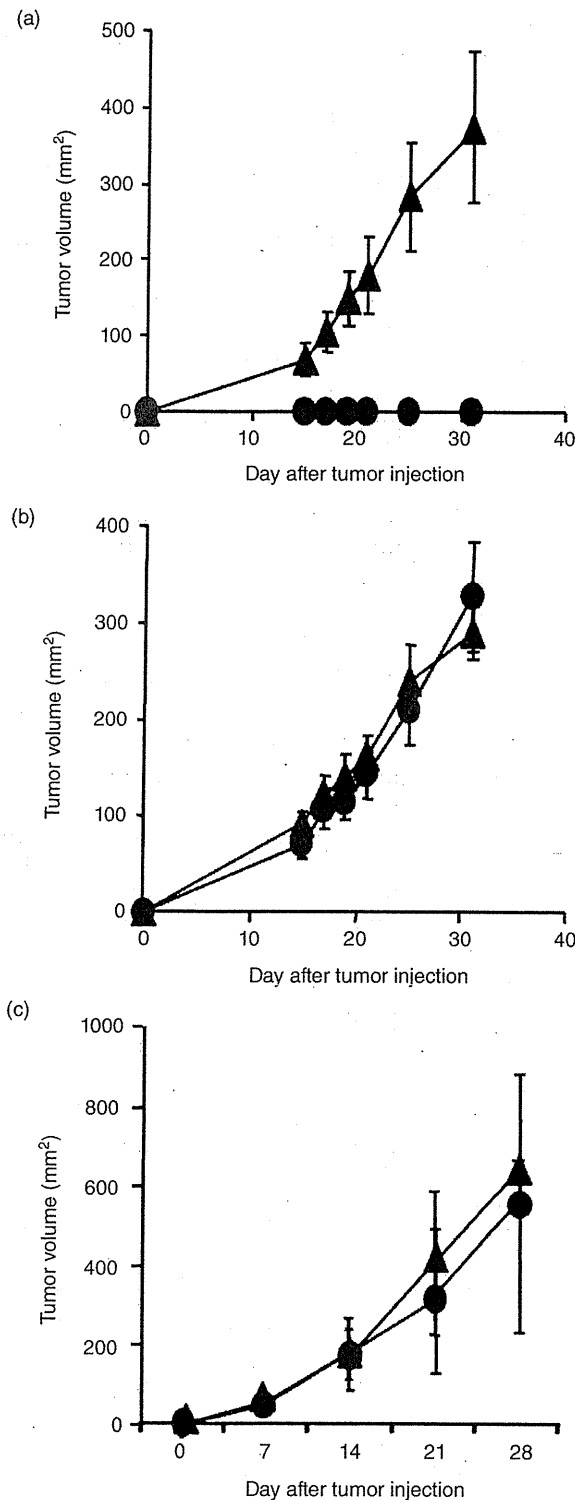 (a)
500
400
300
200
100
0
0 10 20 30 40
Tumor volume (mm²)
Day after tumor injection
(b)
400
300
200
100
0
0 10 20 30 40
Tumor volume (mm²)
Day after tumor injection
(c)
1000
800
600
400
200
0
0 7 14 21 28
Tumor volume (mm²)
Day after tumor injection